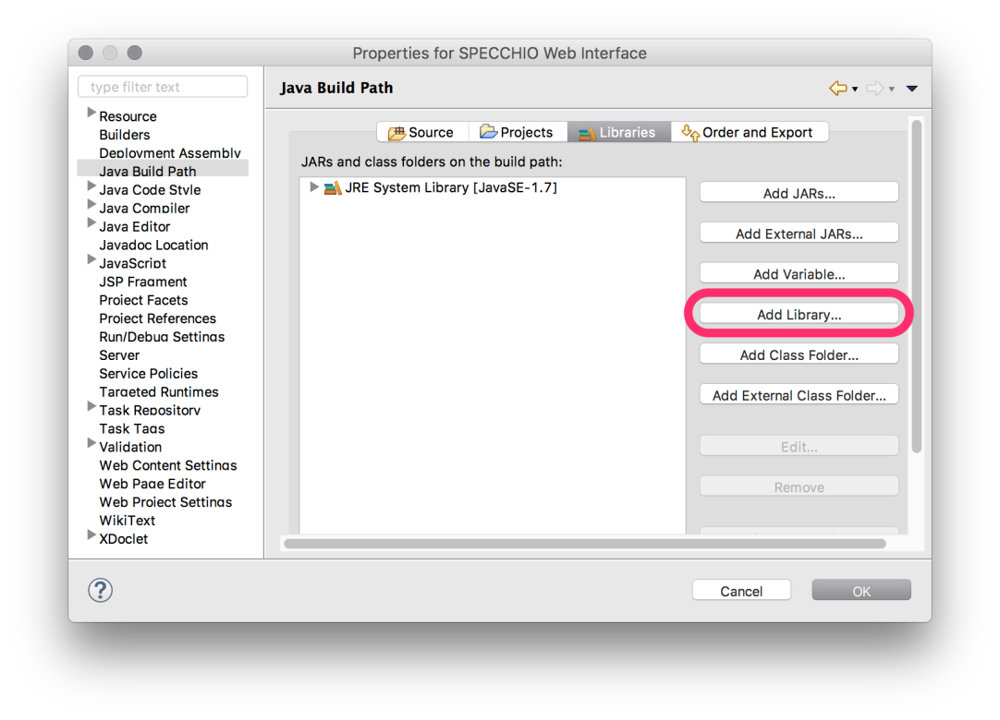 Properties for SPECCHIO Web Interface
type filter text
Resource
Builders
Deployment Assembly
Java Build Path
Java Code Style
Java Compiler
Java Editor
Javadoc Location
JavaScript
JSP Fragment
Project Facets
Project References
Run/Debug Settings
Server
Service Policies
Targeted Runtimes
Task Repository
Task Tags
Validation
Web Content Settings
Web Page Editor
Web Project Settings
WikiText
XDoclet
Java Build Path
Source Projects Libraries Order and Export
JARs and class folders on the build path:
JRE System Library [JavaSE-1.7]
Add JARs...
Add External JARs...
Add Variable...
Add Library...
Add Class Folder...
Add External Class Folder...
Edit...
Remove
?
Cancel OK